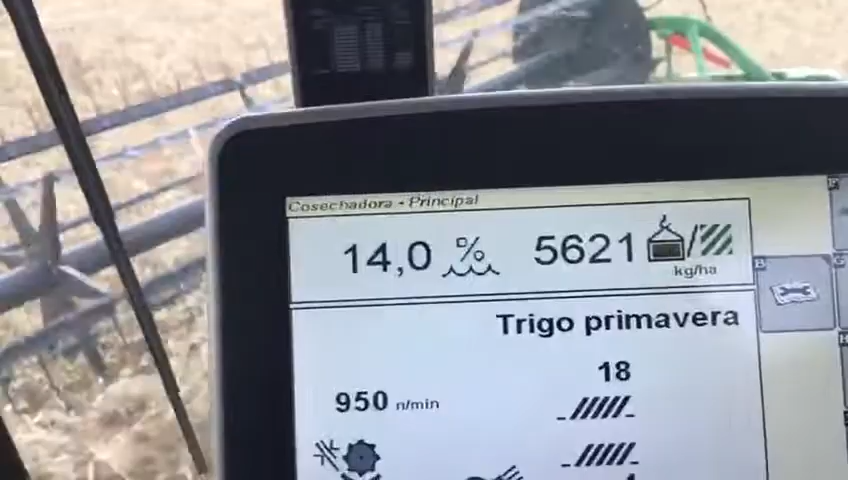 Cosechadora - Principal
14,0 % 5621 kg/ha
Trigo primavera
18
950 n/min